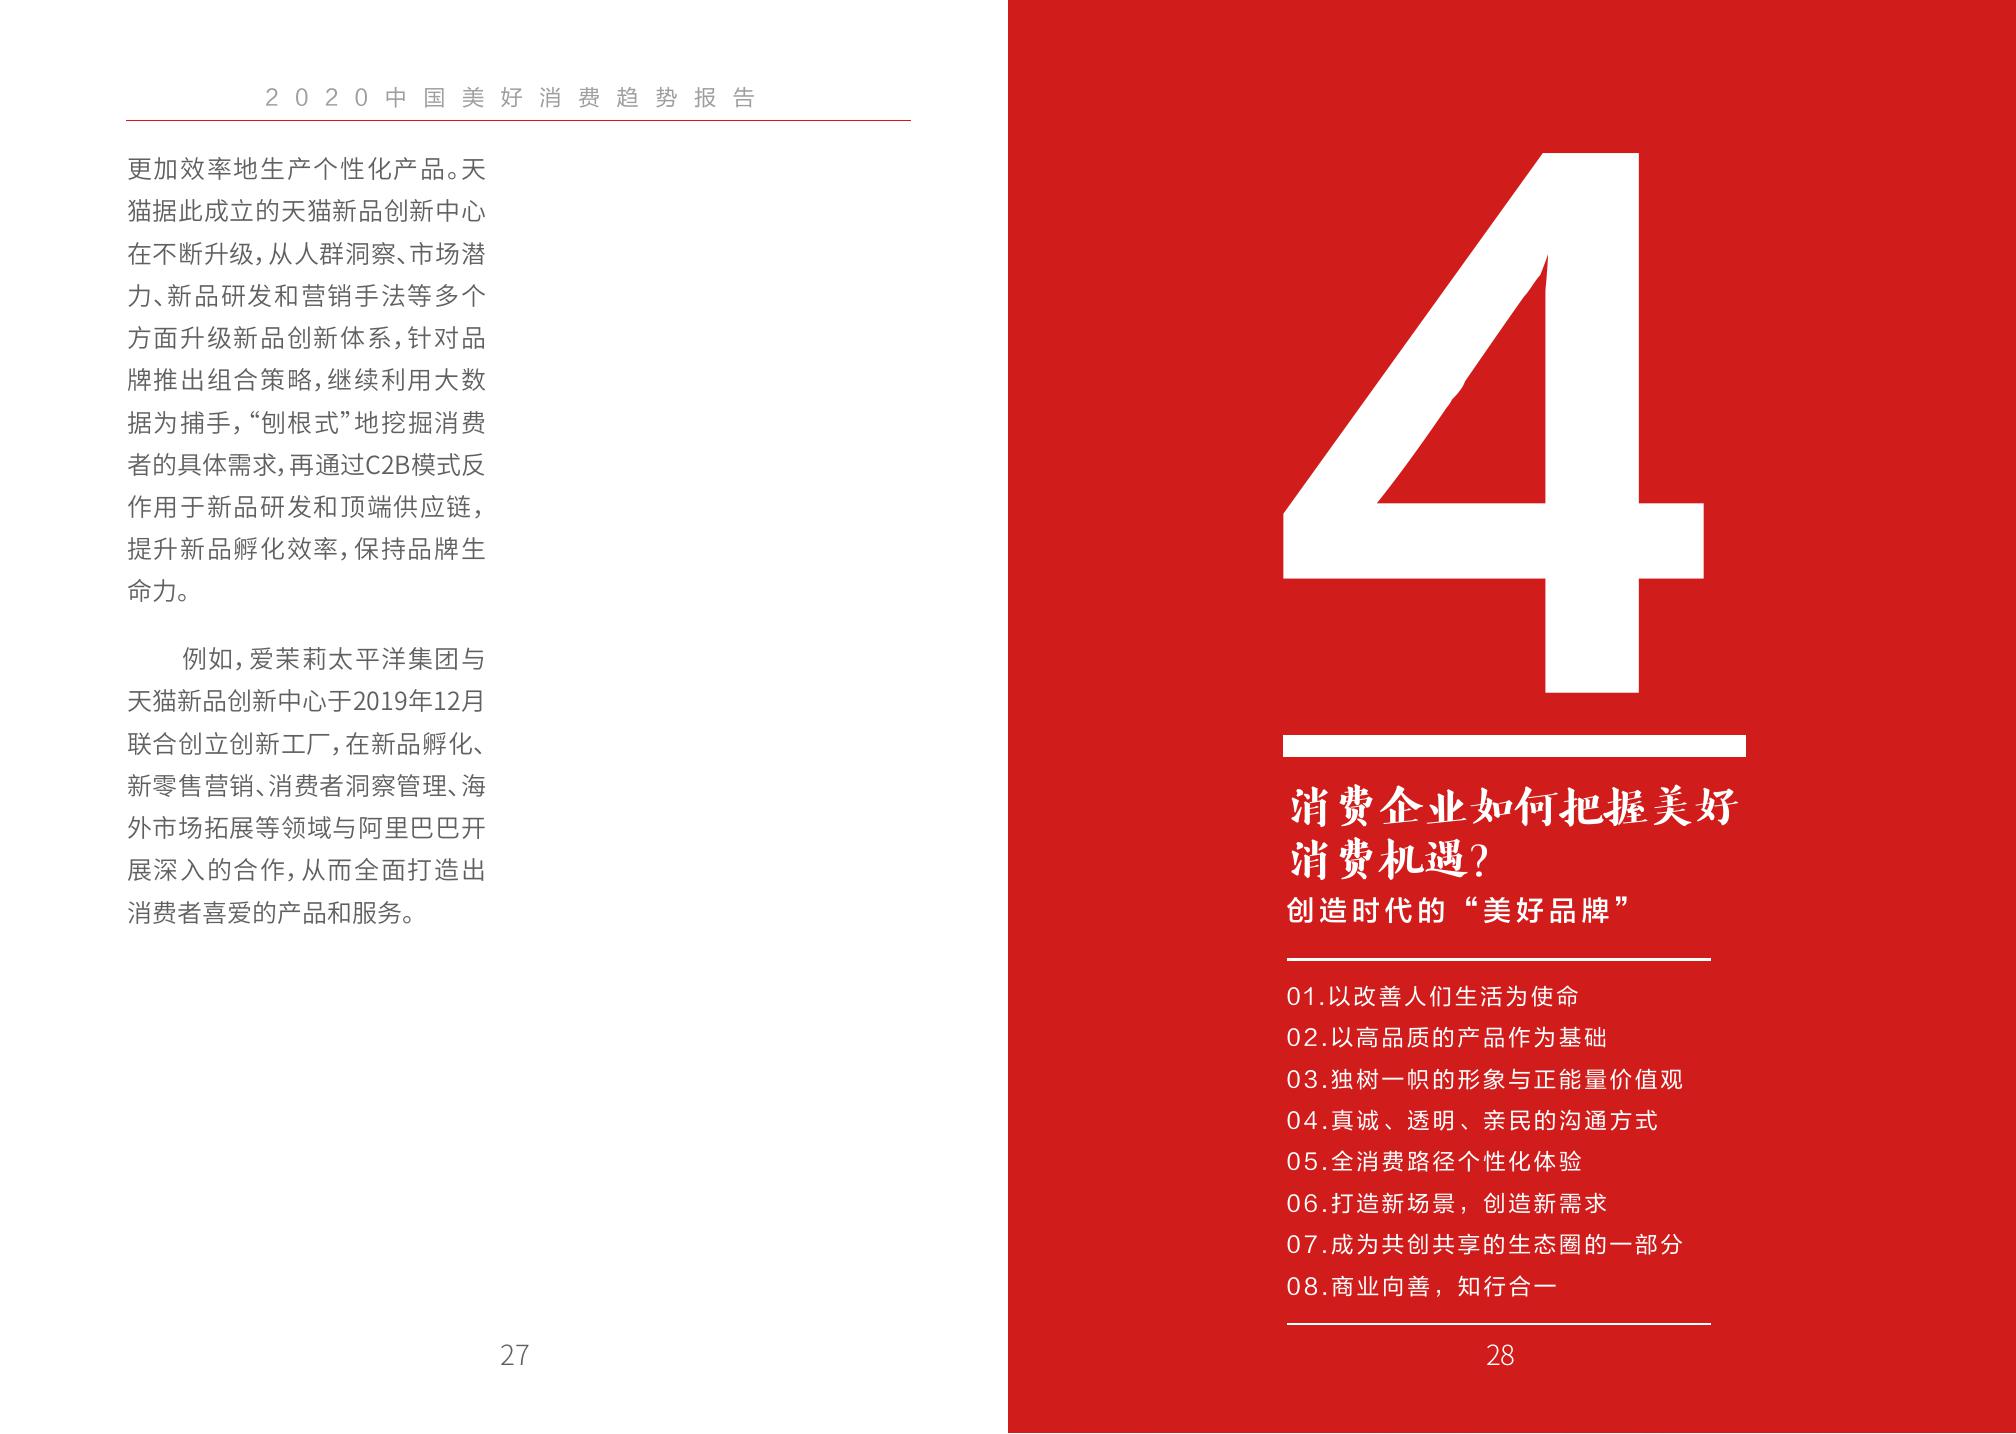 2020中国美好消费趋势报告
更加效率地生产个性化产品。天
猫据此成立的天猫新品创新中心
在不断升级，从人群洞察、市场潜
力、新品研发和营销手法等多个
方面升级新品创新体系，针对品
牌推出组合策略，继续利用大数
据为捕手，“刨根式”地挖掘消费
者的具体需求，再通过C2B模式反
作用于新品研发和顶端供应链，
提升新品孵化效率，保持品牌生
命力。
例如，爱茉莉太平洋集团与
天猫新品创新中心于2019年12月
联合创立创新工厂，在新品孵化、
新零售营销、消费者洞察管理、海
外市场拓展等领域与阿里巴巴开
展深入的合作，从而全面打造出
消费者喜爱的产品和服务。
27
4
消费企业如何把握美好
消费机遇？
创造时代的“美好品牌”
01.以改善人们生活为使命
02.以高品质的产品作为基础
03.独树一帜的形象与正能量价值观
04.真诚、透明、亲民的沟通方式
05.全消费路径个性化体验
06.打造新场景，创造新需求
07.成为共创共享的生态圈的一部分
08.商业向善，知行合一
28